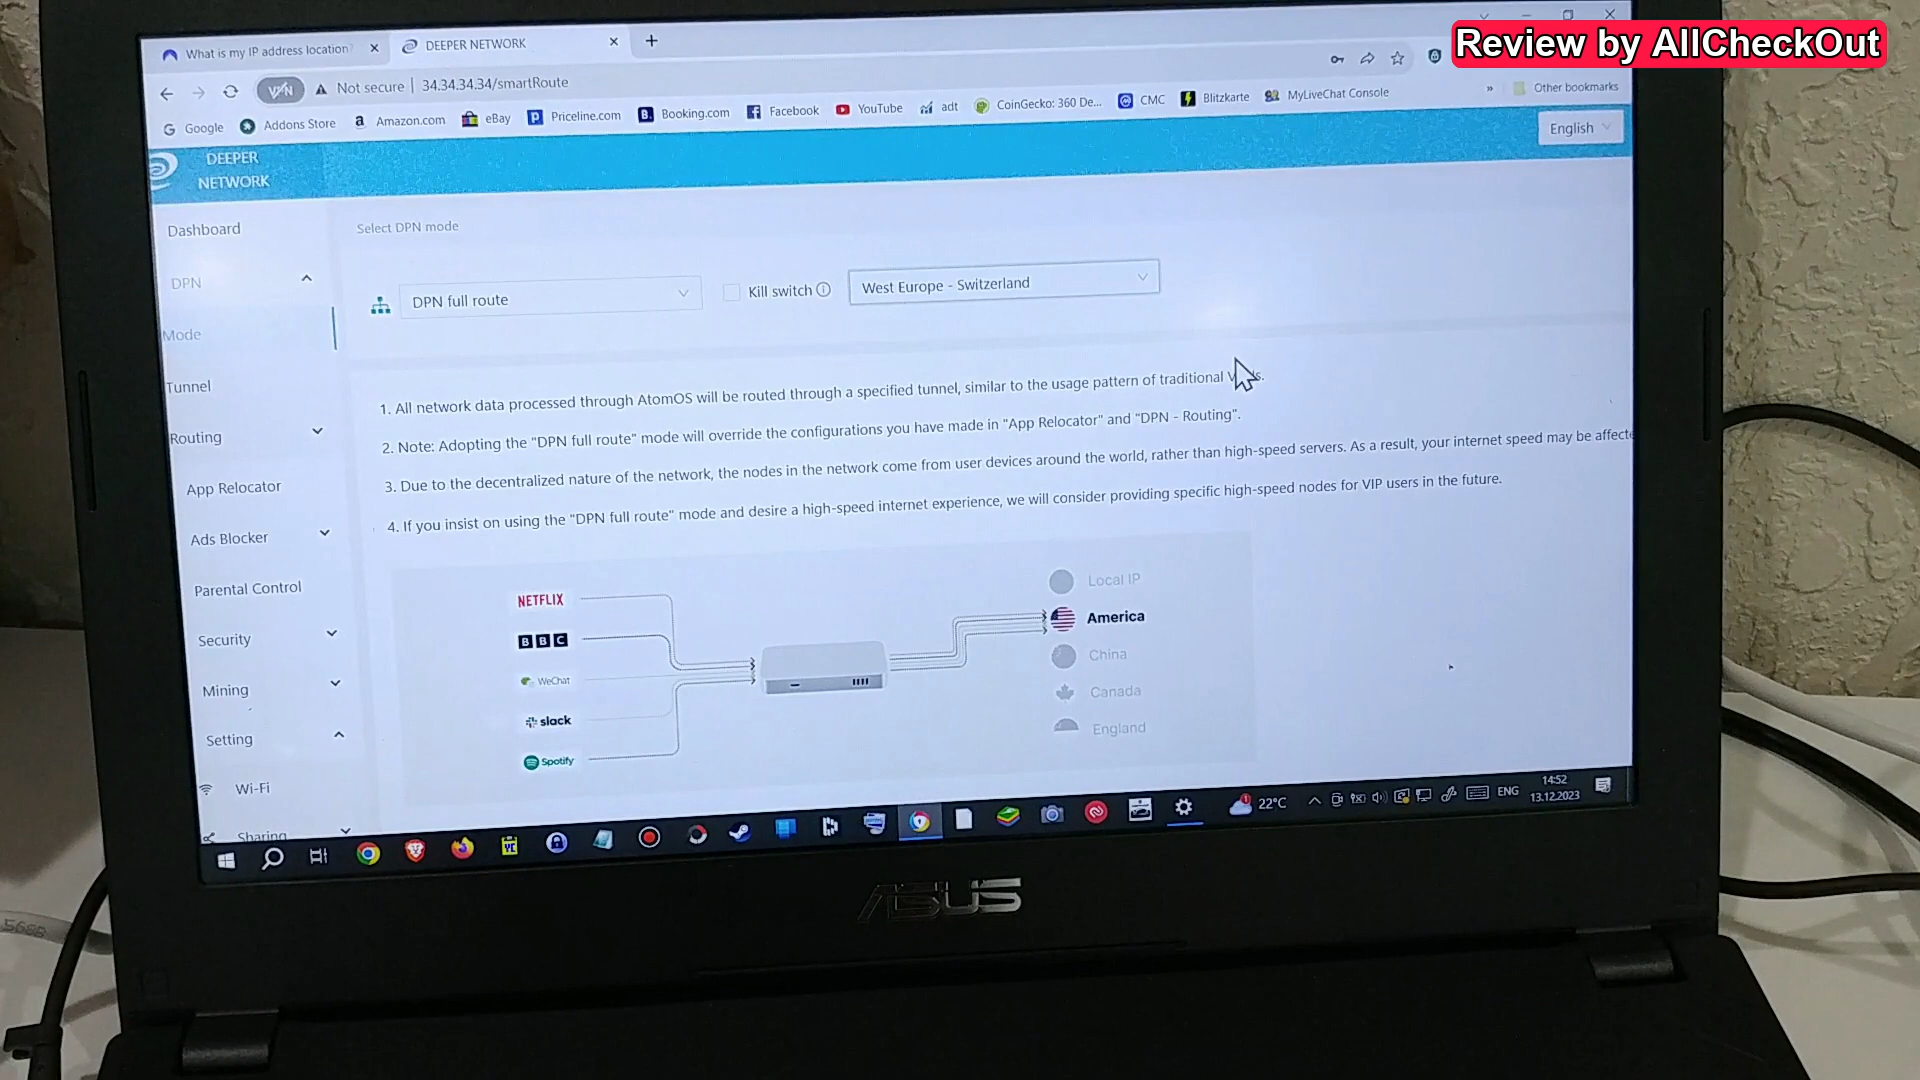 Review by AllCheckOut
What is my IP address location
DEEPER NETWORK
VPN
Not secure
34.34.34.34/smartRoute
Google
Addons Store
Amazon.com
eBay
Priceline.com
Booking.com
Facebook
YouTube
adt
CoinGecko: 360 De...
CMC
Blitzkarte
MyLiveChat Console
»
Other bookmarks
DEEPER
NETWORK
English
Dashboard
DPN
Mode
Tunnel
Routing
App Relocator
Ads Blocker
Parental Control
Security
Mining
Setting
Wi-Fi
Sharing
Select DPN mode
DPN full route
Kill switch
West Europe - Switzerland
1. All network data processed through AtomOS will be routed through a specified tunnel, similar to the usage pattern of traditional
2. Note: Adopting the "DPN full route" mode will override the configurations you have made in "App Relocator" and "DPN - Routing".
3. Due to the decentralized nature of the network, the nodes in the network come from user devices around the world, rather than high-speed servers. As a result, your internet speed may be affecte
4. If you insist on using the "DPN full route" mode and desire a high-speed internet experience, we will consider providing specific high-speed nodes for VIP users in the future.
NETFLIX
BBC
WeChat
slack
Spotify
Local IP
America
China
Canada
England
22°C
ENG
14:52
13.12.2023
ASUS
568B